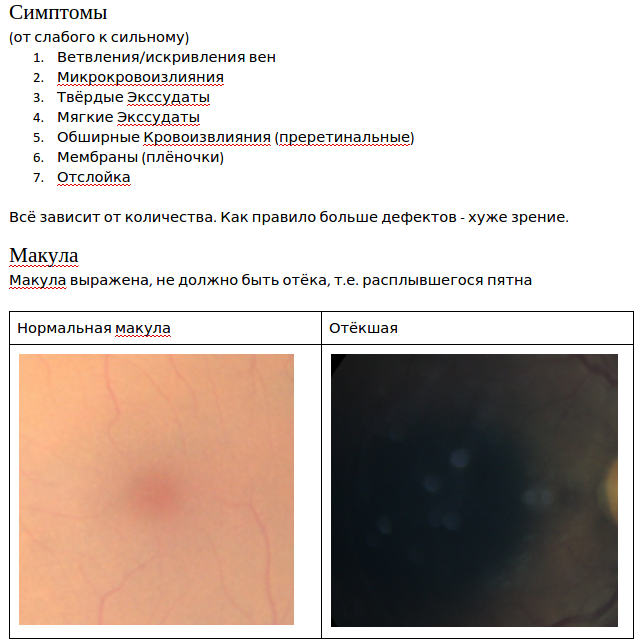 Симптомы
(от слабого к сильному)
1. Ветвления/искривления вен
2. Микрокровоизлияния
3. Твёрдые Экссудаты
4. Мягкие Экссудаты
5. Обширные Кровоизвлияния (преретинальные)
6. Мембраны (плёночки)
7. Отслойка
Всё зависит от количества. Как правило больше дефектов - хуже зрение.
Макула
Макула выражена, не должно быть отёка, т.е. расплывшегося пятна
Нормальная макула
Отёкшая